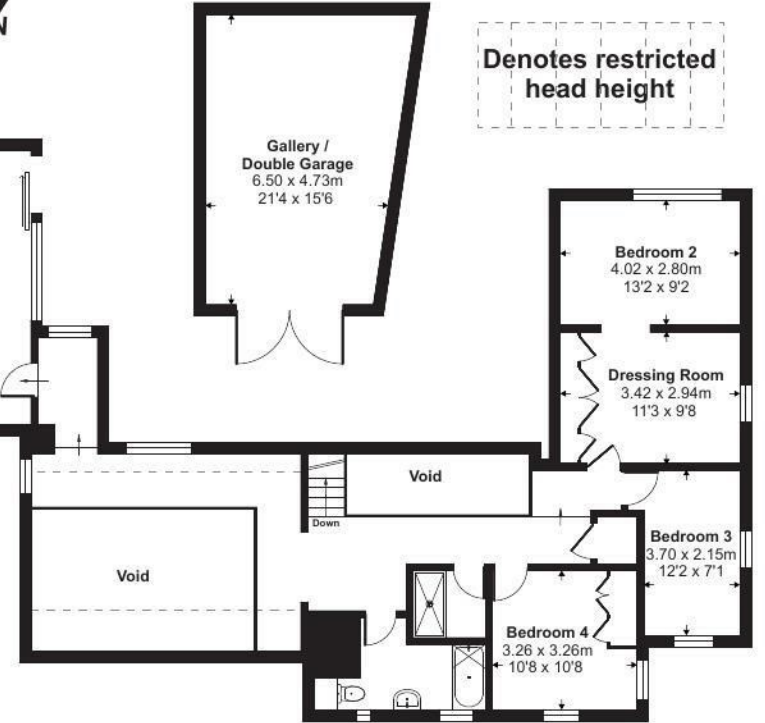 N
Denotes restricted
head height
Gallery /
Double Garage
6.50 x 4.73m
21'4 x 15'6
Bedroom 2
4.02 x 2.80m
13'2 x 9'2
Dressing Room
3.42 x 2.94m
11'3 x 9'8
Void
Down
Bedroom 3
3.70 x 2.15m
12'2 x 7'1
Void
Bedroom 4
3.26 x 3.26m
10'8 x 10'8